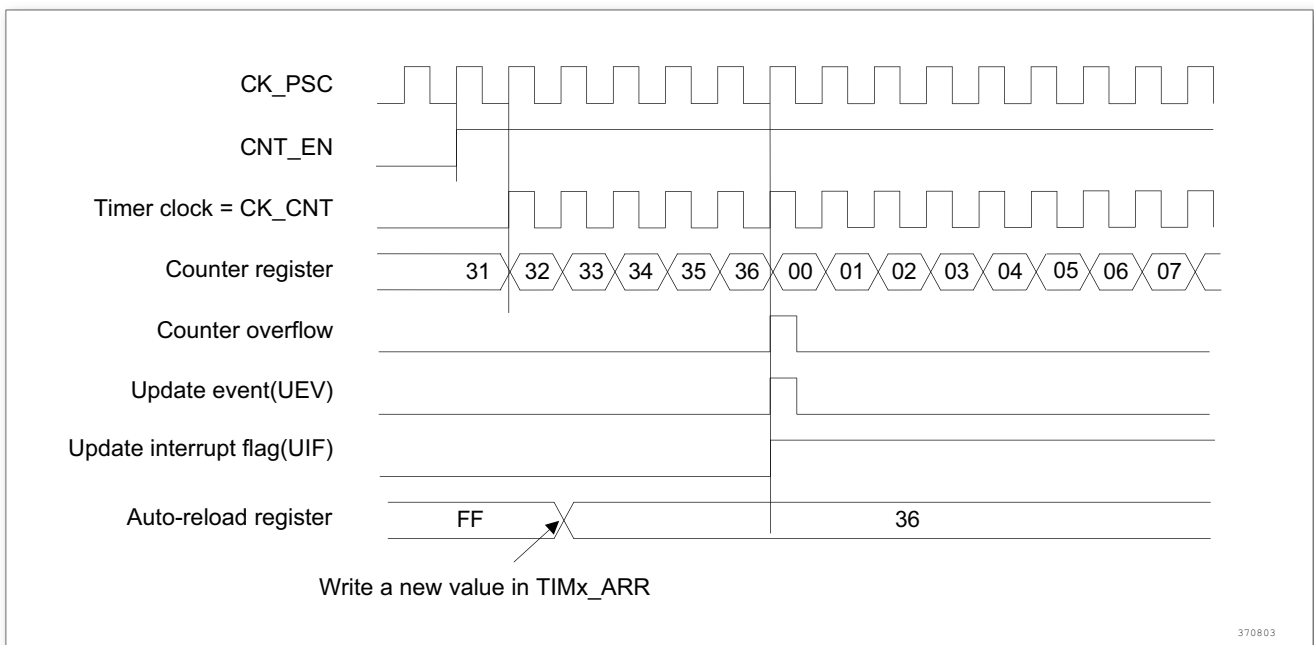 CK_PSC
CNT_EN
Timer clock = CK_CNT
Counter register 31 32 33 34 35 36 00 01 02 03 04 05 06 07
Counter overflow
Update event(UEV)
Update interrupt flag(UIF)
Auto-reload register FF 36
Write a new value in TIMx_ARR
370803